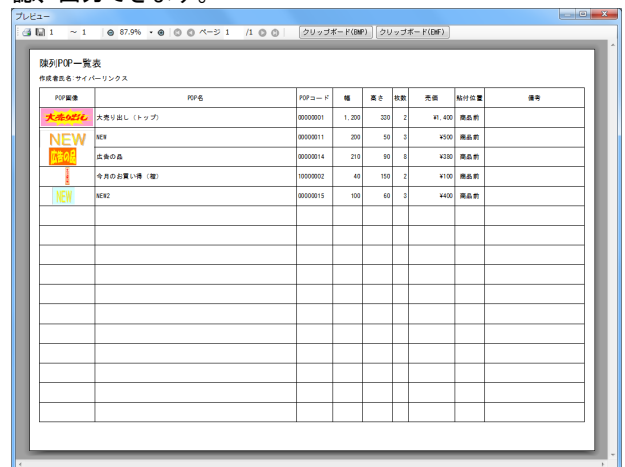 認、出力できます。
プレビュー
1 ~ 1 87.9% ページ 1 /1 クリップボード(BMP) クリップボード(EMF)
陳列POP一覧表
作成者氏名:サイバーリンクス
POP画像 POP名 POPコード 幅 高さ 枚数 売価 貼付位置 備考
大売り出し 大売り出し（トップ） 00000001 1,200 330 2 ¥1,400 商品前
NEW NEW 00000011 200 50 3 ¥500 商品前
広告の品 広告の品 00000014 210 90 8 ¥380 商品前
今月のお買い得（縦） 10000002 40 150 2 ¥100 商品前
NEW NEW2 00000015 100 60 3 ¥400 商品前